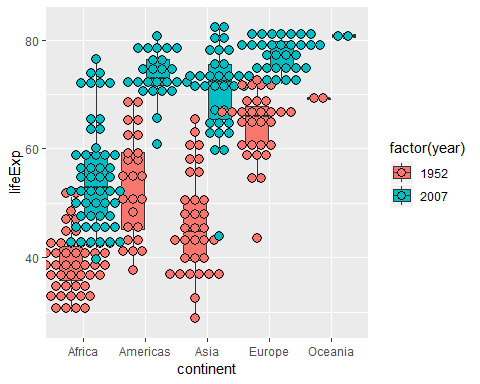 80
60
40
lifeExp
Africa Americas Asia Europe Oceania
continent
factor(year)
1952
2007